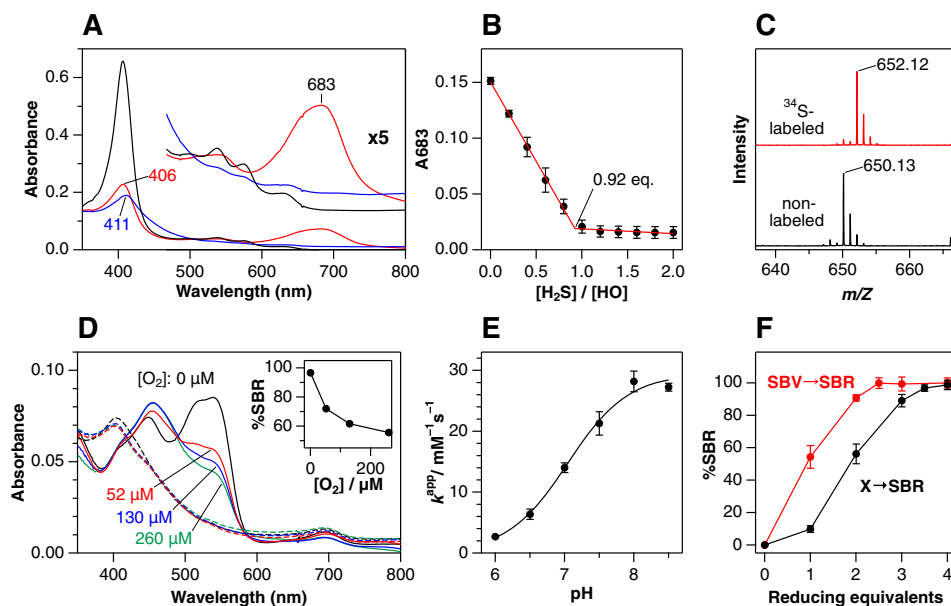 A
0.6
0.4
0.2
0.0
Absorbance
683
x5
406
411
400 500 600 700 800
Wavelength (nm)
B
0.15
0.10
0.05
0.00
A683
0.92 eq.
0.0 0.5 1.0 1.5 2.0
[H₂S] / [HO]
C
Intensity
652.12
³⁴S-
labeled
650.13
non-
labeled
640 650 660
m/Z
D
0.10
0.05
0.00
Absorbance
[O₂]: 0 µM
52 µM
130 µM
260 µM
400 500 600 700 800
Wavelength (nm)
%SBR
100
80
60
0 200
[O₂] / µM
E
30
20
10
0
kᵃᵖᵖ/ mM⁻¹ s⁻¹
6 7 8
pH
F
100
80
60
40
20
0
%SBR
SBV→SBR
X→SBR
0 1 2 3 4
Reducing equivalents